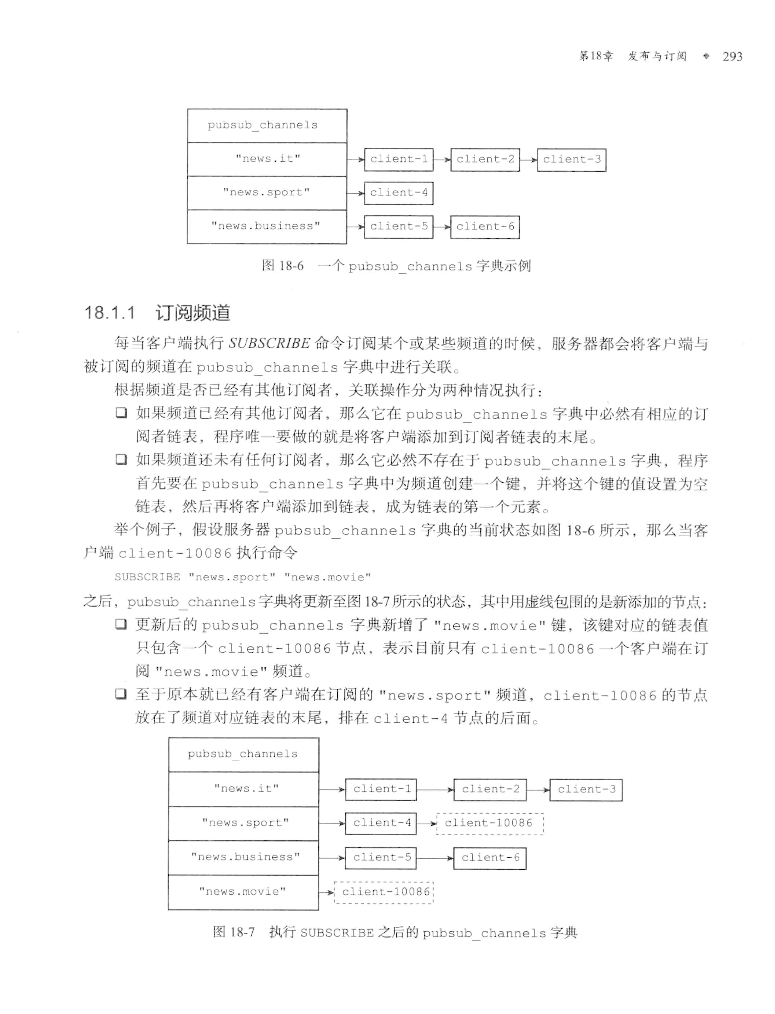 第18章 发布与订阅 ❖ 293
pubsub_channels
"news.it" client-1 client-2 client-3
"news.sport" client-4
"news.business" client-5 client-6
图 18-6 一个 pubsub_channels 字典示例
18.1.1 订阅频道
每当客户端执行 SUBSCRIBE 命令订阅某个或某些频道的时候，服务器都会将客户端与
被订阅的频道在 pubsub_channels 字典中进行关联。
根据频道是否已经有其他订阅者，关联操作分为两种情况执行：
❑ 如果频道已经有其他订阅者，那么它在 pubsub_channels 字典中必然有相应的订
阅者链表，程序唯一要做的就是将客户端添加到订阅者链表的末尾。
❑ 如果频道还未有任何订阅者，那么它必然不存在于 pubsub_channels 字典，程序
首先要在 pubsub_channels 字典中为频道创建一个键，并将这个键的值设置为空
链表，然后再将客户端添加到链表，成为链表的第一个元素。
举个例子，假设服务器 pubsub_channels 字典的当前状态如图 18-6 所示，那么当客
户端 client-10086 执行命令
SUBSCRIBE "news.sport" "news.movie"
之后，pubsub_channels 字典将更新至图 18-7 所示的状态，其中用虚线包围的是新添加的节点：
❑ 更新后的 pubsub_channels 字典新增了 "news.movie" 键，该键对应的链表值
只包含一个 client-10086 节点，表示目前只有 client-10086 一个客户端在订
阅 "news.movie" 频道。
❑ 至于原本就已经有客户端在订阅的 "news.sport" 频道，client-10086 的节点
放在了频道对应链表的末尾，排在 client-4 节点的后面。
pubsub_channels
"news.it" client-1 client-2 client-3
"news.sport" client-4 client-10086
"news.business" client-5 client-6
"news.movie" client-10086
图 18-7 执行 SUBSCRIBE 之后的 pubsub_channels 字典